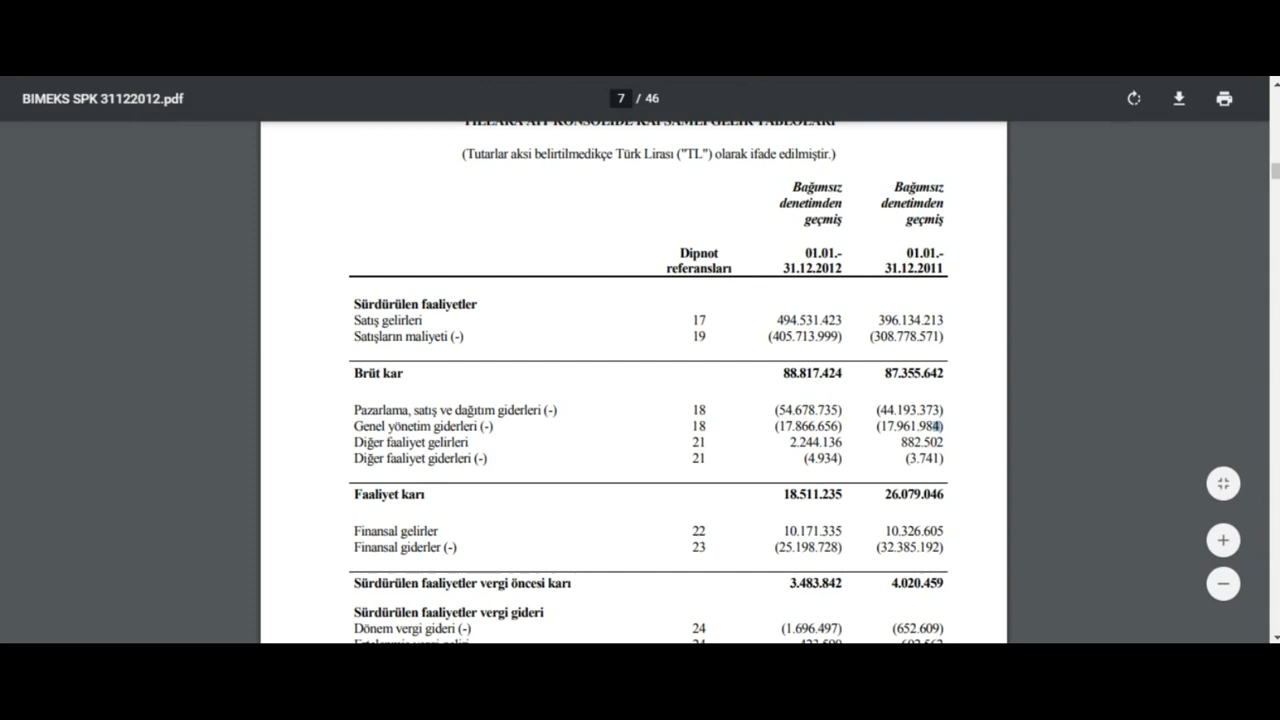 BIMEKS SPK 31122012.pdf 7 / 46
(Tutarlar aksi belirtilmedikçe Türk Lirası ("TL") olarak ifade edilmiştir.)
Bağımsız Bağımsız
denetimden denetimden
geçmiş geçmiş
Dipnot 01.01.- 01.01.-
referansları 31.12.2012 31.12.2011
Sürdürülen faaliyetler
Satış gelirleri 17 494.531.423 396.134.213
Satışların maliyeti (-) 19 (405.713.999) (308.778.571)
Brüt kar 88.817.424 87.355.642
Pazarlama, satış ve dağıtım giderleri (-) 18 (54.678.735) (44.193.373)
Genel yönetim giderleri (-) 18 (17.866.656) (17.961.984)
Diğer faaliyet gelirleri 21 2.244.136 882.502
Diğer faaliyet giderleri (-) 21 (4.934) (3.741)
Faaliyet karı 18.511.235 26.079.046
Finansal gelirler 22 10.171.335 10.326.605
Finansal giderler (-) 23 (25.198.728) (32.385.192)
Sürdürülen faaliyetler vergi öncesi karı 3.483.842 4.020.459
Sürdürülen faaliyetler vergi gideri
Dönem vergi gideri (-) 24 (1.696.497) (652.609)